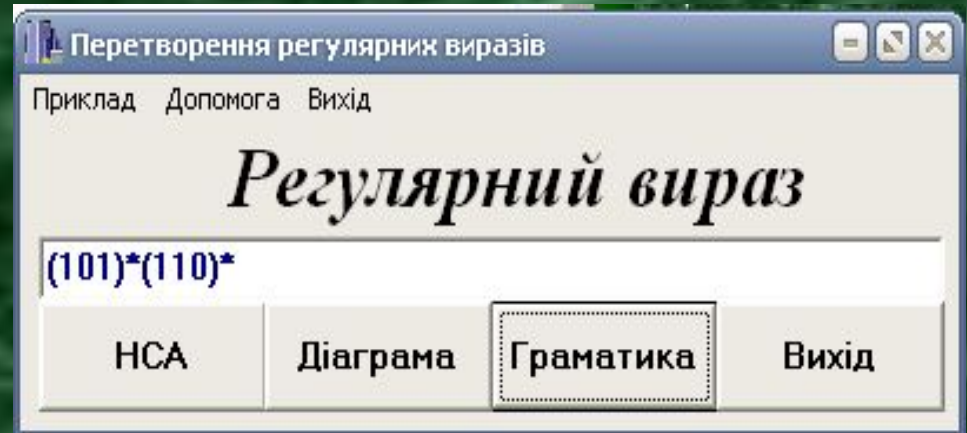 Перетворення регулярних виразів
Приклад Допомога Вихід
Регулярний вираз
(101)*(110)*
НСА Діаграма Граматика Вихід